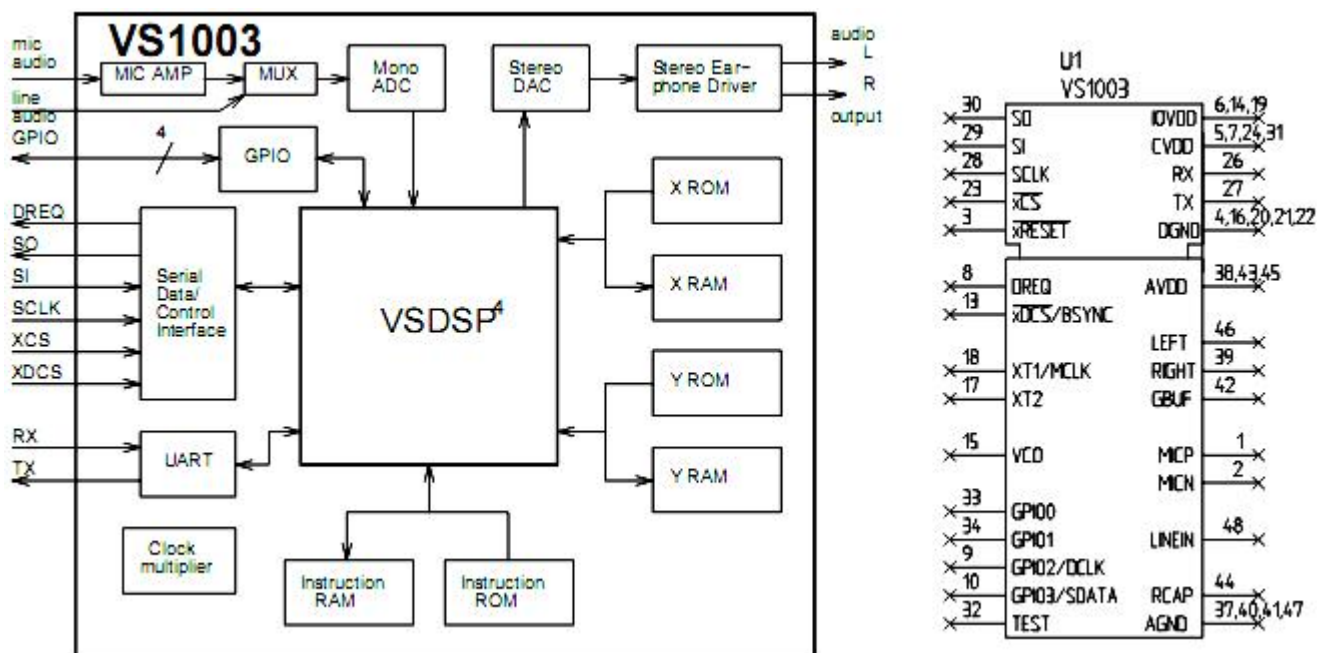 VS1003
mic
audio
line
audio
GPIO
4
DREQ
SO
SI
SCLK
XCS
XDCS
RX
TX
MIC AMP
MUX
Mono
ADC
Stereo
DAC
Stereo Ear-
phone Driver
audio
L
R
output
GPIO
X ROM
X RAM
Serial
Data/
Control
Interface
VSDSP4
Y ROM
Y RAM
UART
Clock
multiplier
Instruction
RAM
Instruction
ROM
U1
VS1003
30 SO IOVDD 6,14,19
29 SI CVDD 5,7,24,31
28 SCLK RX 26
23 xCS TX 27
3 xRESET DGND 4,16,20,21,22
8 DREQ AVDD 38,43,45
13 xDCS/BSYNC
LEFT 46
18 XT1/MCLK RIGHT 39
17 XT2 GBUF 42
15 VCO MICP 1
MICN 2
33 GPIO0
34 GPIO1 LINEIN 48
9 GPIO2/DCLK
10 GPIO3/SDATA RCAP 44
32 TEST AGND 37,40,41,47